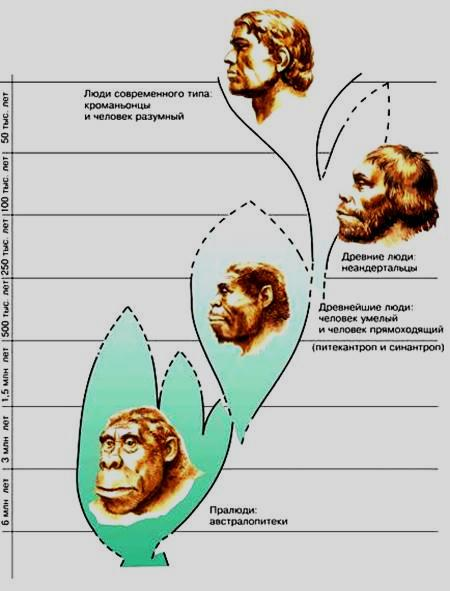 Люди современного типа:
кроманьонцы
и человек разумный
50 тыс. лет
100 тыс. лет
Древние люди:
неандертальцы
250 тыс. лет
Древнейшие люди:
человек умелый
и человек прямоходящий
(питекантроп и синантроп)
500 тыс. лет
1,5 млн лет
3 млн лет
6 млн лет
Пралюди:
австралопитеки